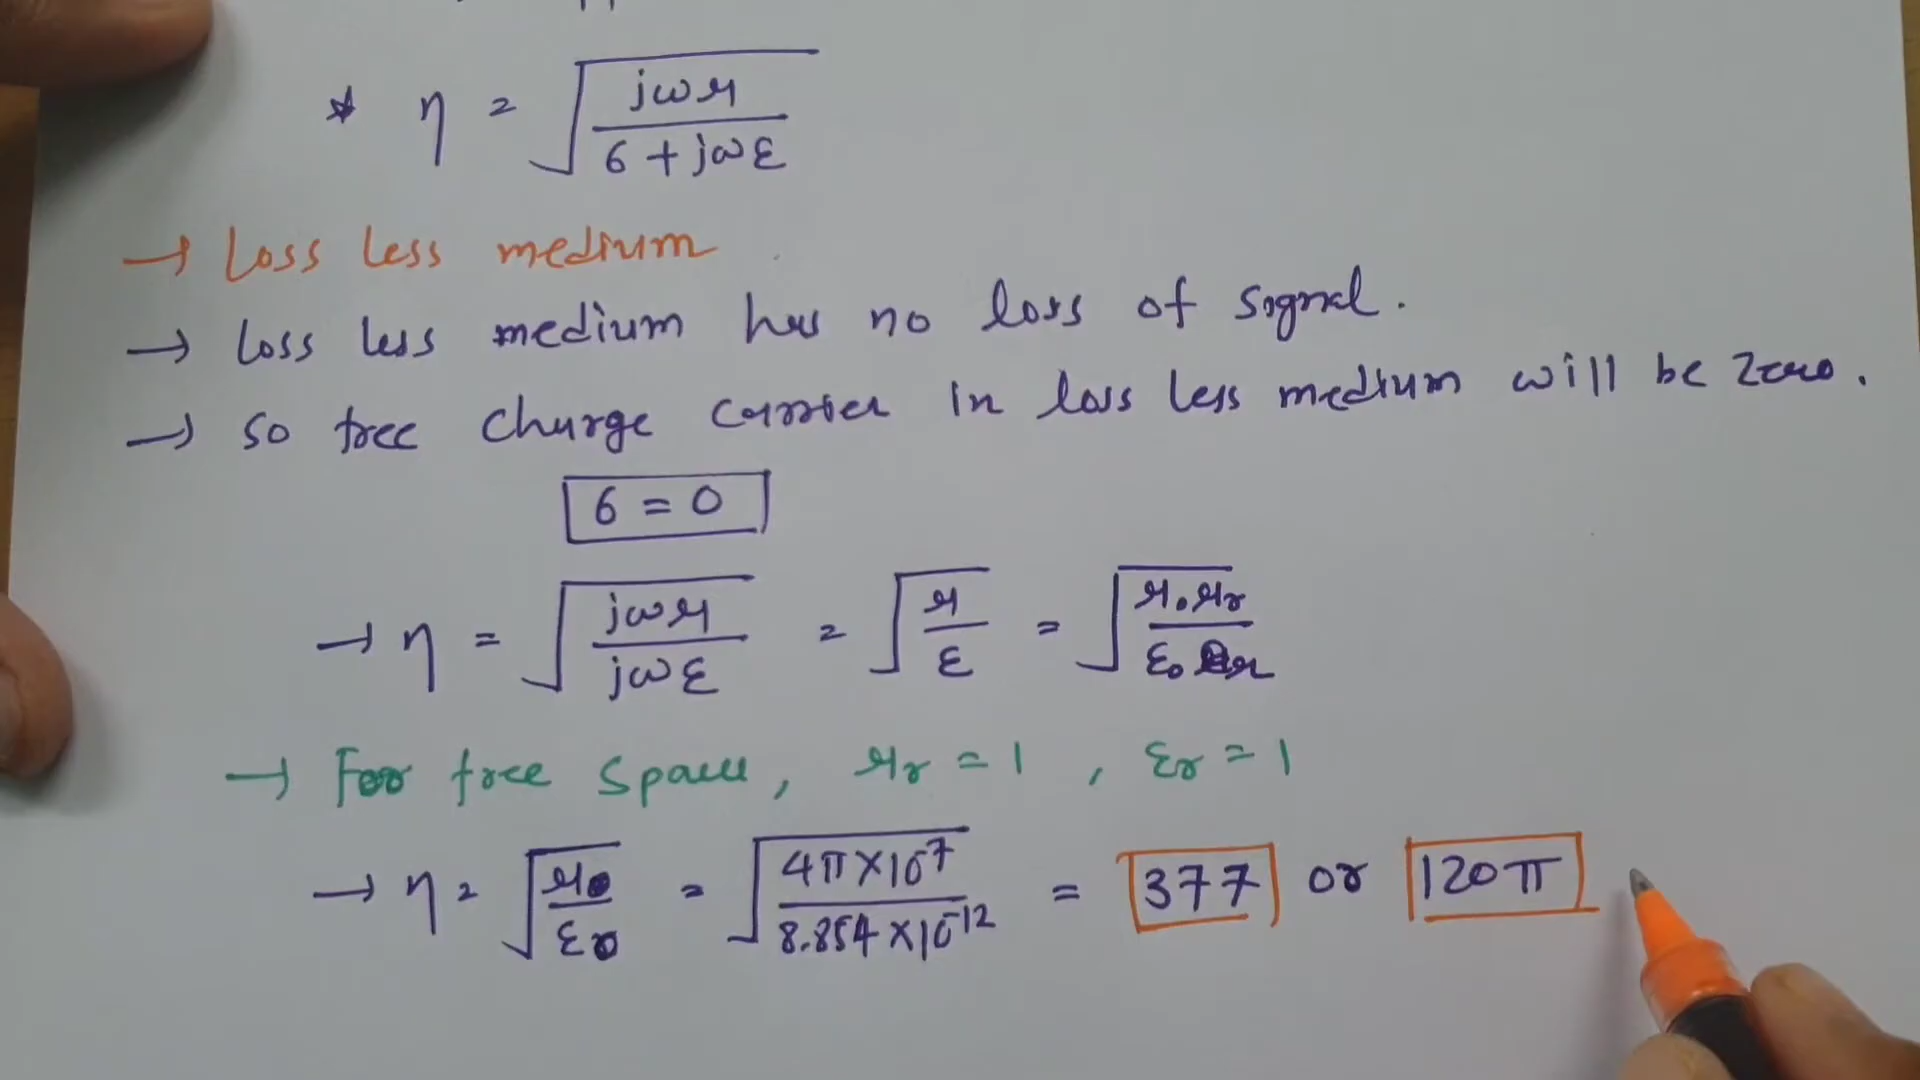 * η = √(jωμ / σ + jωε)
→ Loss less medium
→ Loss less medium has no loss of signal.
→ So free charge carrier in loss less medium will be zero.
σ = 0
→ η = √(jωμ / jωε) = √(μ / ε) = √(μ₀μr / ε₀εr)
→ For free space, μr = 1, εr = 1
→ η = √(μ₀ / ε₀) = √(4π×10⁻⁷ / 8.854×10⁻¹²) = 377 or 120π